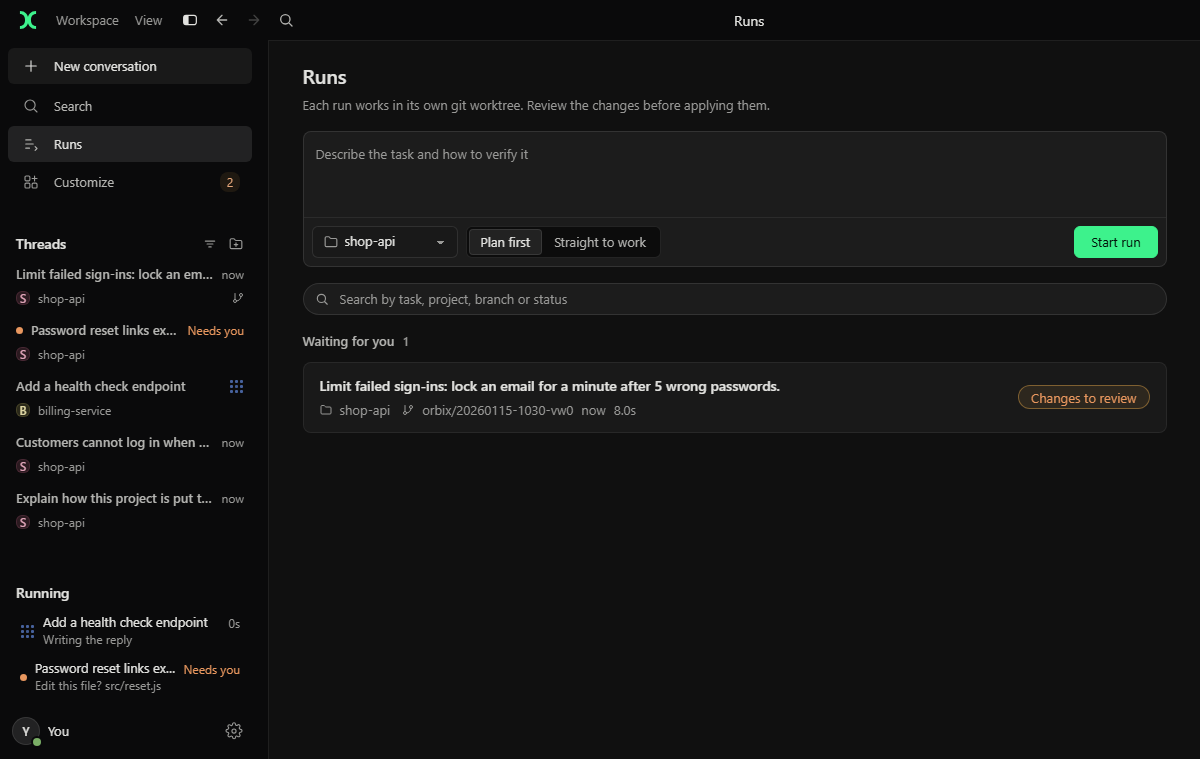 Workspace View
Runs
New conversation
Search
Runs
Customize 2
Threads
Limit failed sign-ins: lock an em... now
S shop-api
Password reset links ex... Needs you
S shop-api
Add a health check endpoint
B billing-service
Customers cannot log in when ... now
S shop-api
Explain how this project is put t... now
S shop-api
Running
Add a health check endpoint 0s
Writing the reply
Password reset links ex... Needs you
Edit this file? src/reset.js
Y You
Runs
Each run works in its own git worktree. Review the changes before applying them.
Describe the task and how to verify it
shop-api Plan first Straight to work Start run
Search by task, project, branch or status
Waiting for you 1
Limit failed sign-ins: lock an email for a minute after 5 wrong passwords.
shop-api orbix/20260115-1030-vw0 now 8.0s
Changes to review